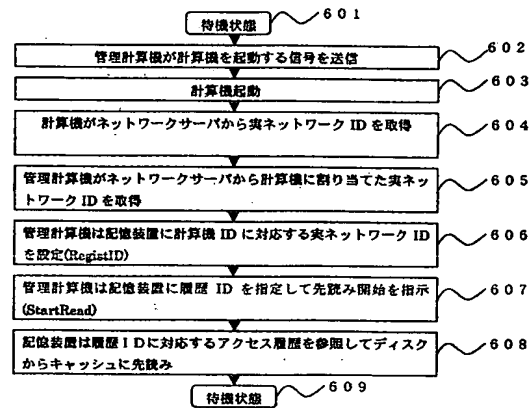 待機状態
６０１
管理計算機が計算機を起動する信号を送信
６０２
計算機起動
６０３
計算機がネットワークサーバから実ネットワーク ID を取得
６０４
管理計算機がネットワークサーバから計算機に割り当てた実ネッ
トワーク ID を取得
６０５
管理計算機は記憶装置に計算機 ID に対応する実ネットワーク ID
を設定(RegistID)
６０６
管理計算機は記憶装置に履歴 ID を指定して先読み開始を指示
(StartRead)
６０７
記憶装置は履歴ＩＤに対応するアクセス履歴を参照してディスク
からキャッシュに先読み
６０８
待機状態
６０９